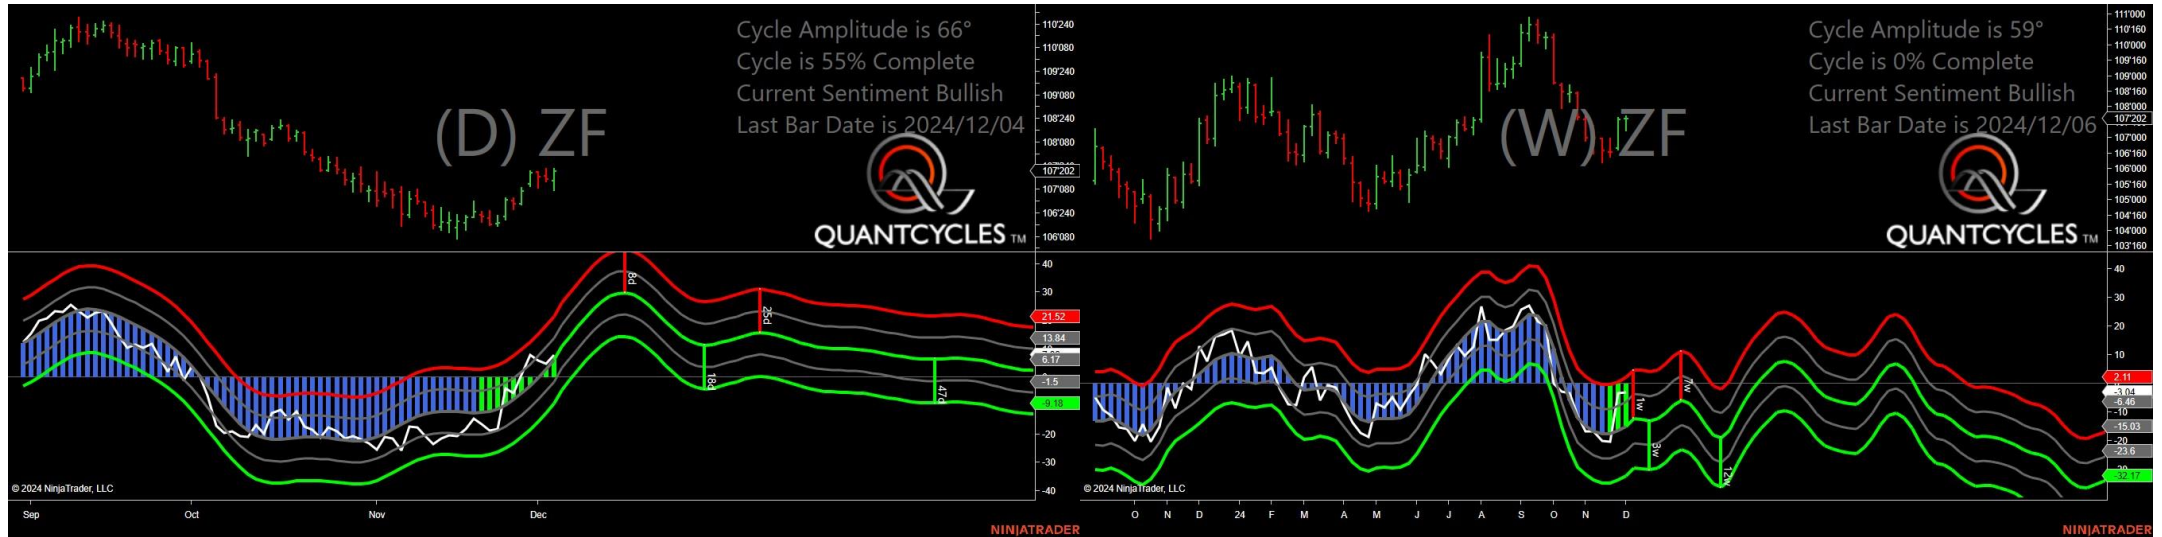 Cycle Amplitude is 66°
Cycle is 55% Complete
Current Sentiment Bullish
Last Bar Date is 2024/12/04
(D) ZF
QUANTCYCLES TM
110'240
110'080
109'240
109'080
108'240
108'080
107'202
107'080
106'240
106'080
8d
25d
18d
47d
40
30
21.52
13.84
6.17
-1.5
-9.18
-20
-30
-40
© 2024 NinjaTrader, LLC
Sep Oct Nov Dec
NINJATRADER
Cycle Amplitude is 59°
Cycle is 0% Complete
Current Sentiment Bullish
Last Bar Date is 2024/12/06
(W) ZF
QUANTCYCLES TM
111'000
110'160
110'000
109'160
109'000
108'160
108'000
107'202
107'000
106'160
106'000
105'160
105'000
104'160
104'000
103'160
1w
7w
3w
12w
40
30
20
10
2.11
-3.04
-6.46
-10
-15.03
-20
-23.6
-32.17
© 2024 NinjaTrader, LLC
O N D 24 F M A M J J A S O N D
NINJATRADER